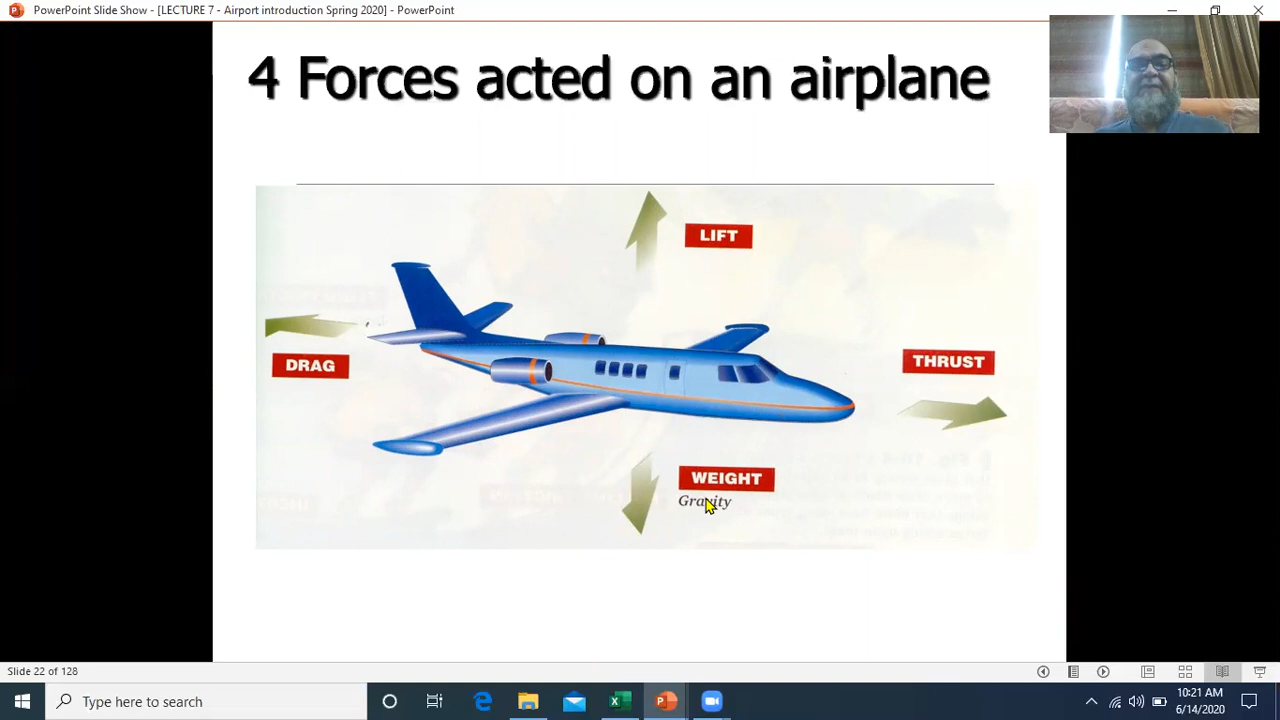 PowerPoint Slide Show - [LECTURE 7 - Airport introduction Spring 2020] - PowerPoint
4 Forces acted on an airplane
LIFT
DRAG
THRUST
WEIGHT
Gravity
Slide 22 of 128
Type here to search
10:21 AM
6/14/2020